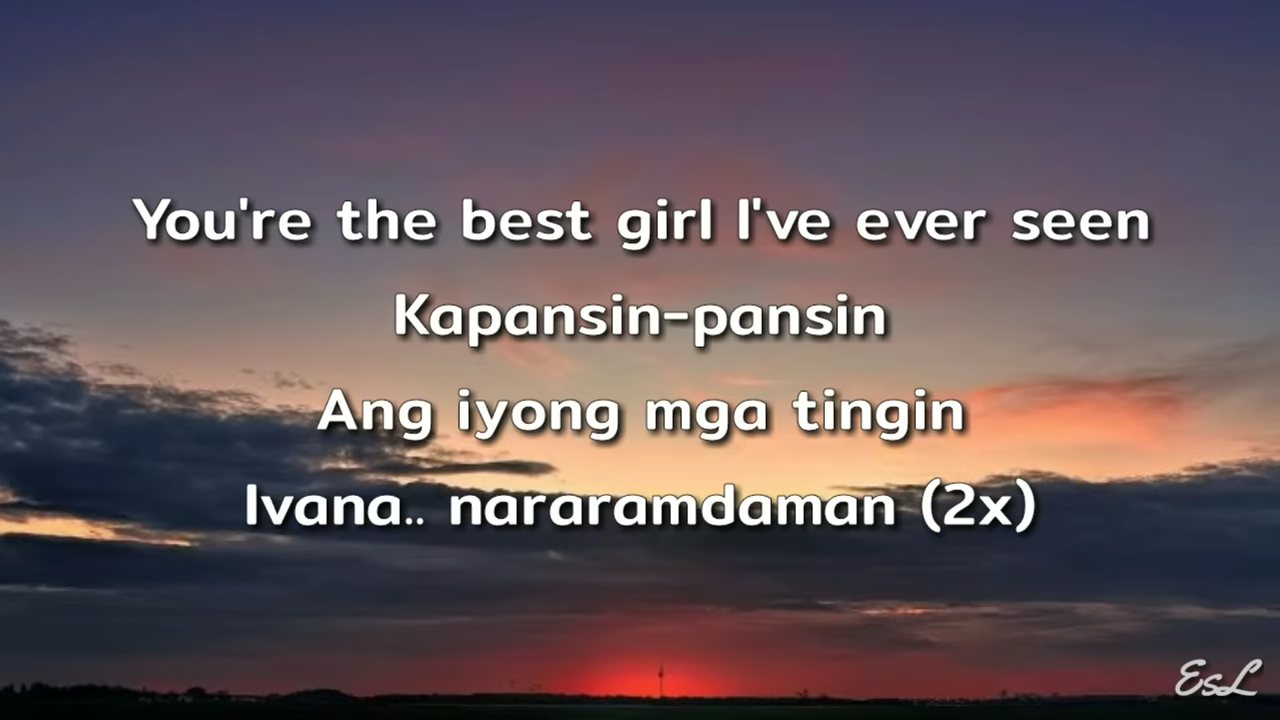 You're the best girl I've ever seen
Kapansin-pansin
Ang iyong mga tingin
Ivana.. nararamdaman (2x)
EsL